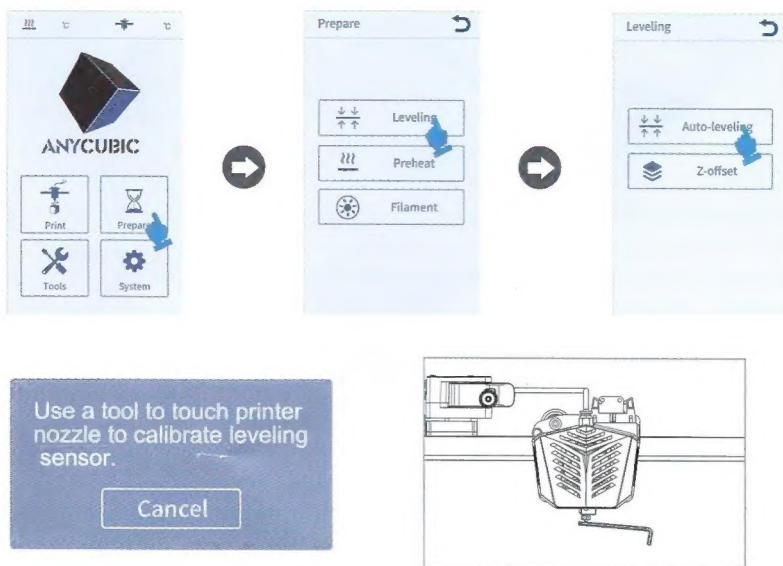 ℃ ℃
ANYCUBIC
Print Prepare
Tools System
Prepare
Leveling
Preheat
Filament
Leveling
Auto-leveling
Z-offset
Use a tool to touch printer
nozzle to calibrate leveling
sensor.
Cancel